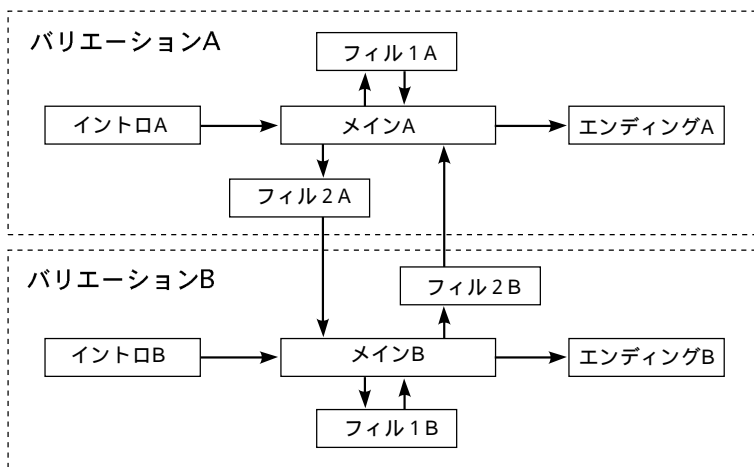 バリエーションA
フィル１A
イントロA
メインA
エンディングA
フィル２A
バリエーションB
フィル２B
イントロB
メインB
エンディングB
フィル１B